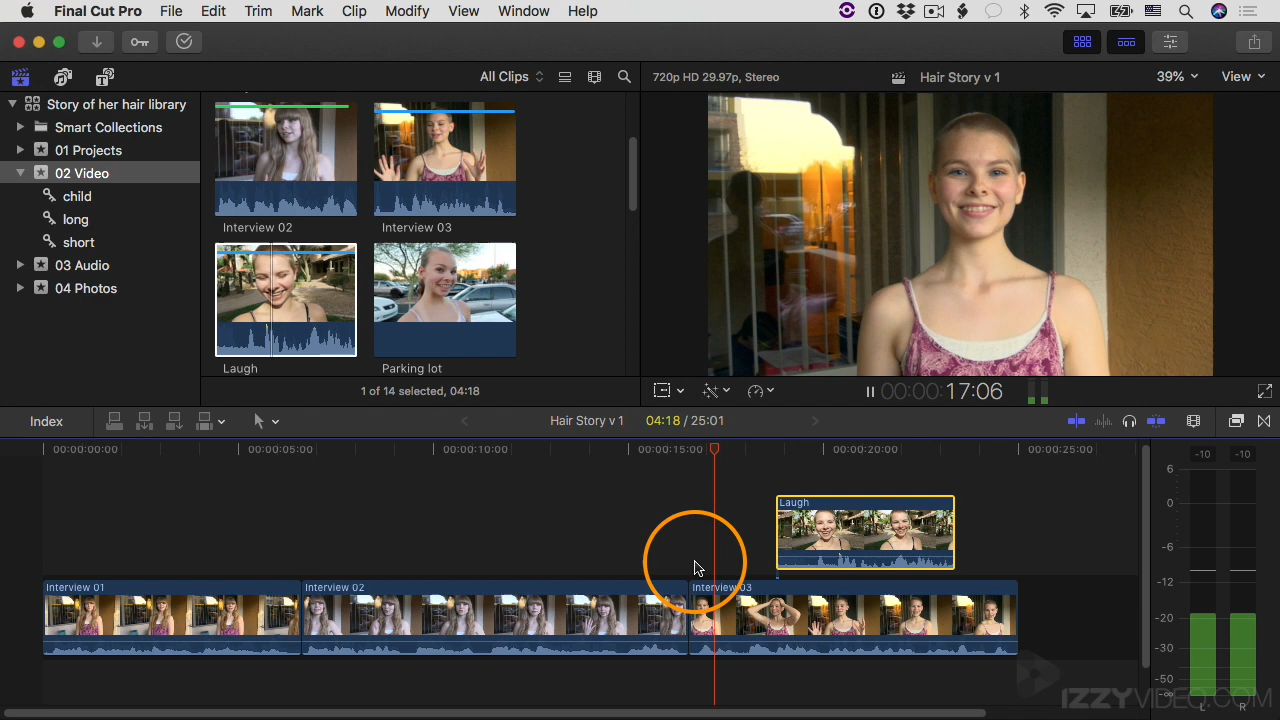 Final Cut Pro File Edit Trim Mark Clip Modify View Window Help
All Clips
720p HD 29.97p, Stereo
Hair Story v 1
39%
View
Story of her hair library
Smart Collections
01 Projects
02 Video
child
long
short
03 Audio
04 Photos
Interview 02
Interview 03
Laugh
Parking lot
1 of 14 selected, 04:18
00:00:00:17:06
Index
Hair Story v 1
04:18 / 25:01
00:00:00:00
00:00:05:00
00:00:10:00
00:00:15:00
00:00:20:00
00:00:25:00
-10 -10
6
0
-6
-12
-20
-30
-50
-∞
L R
Laugh
Interview 01
Interview 02
Interview 03
IZZYVIDEO.COM